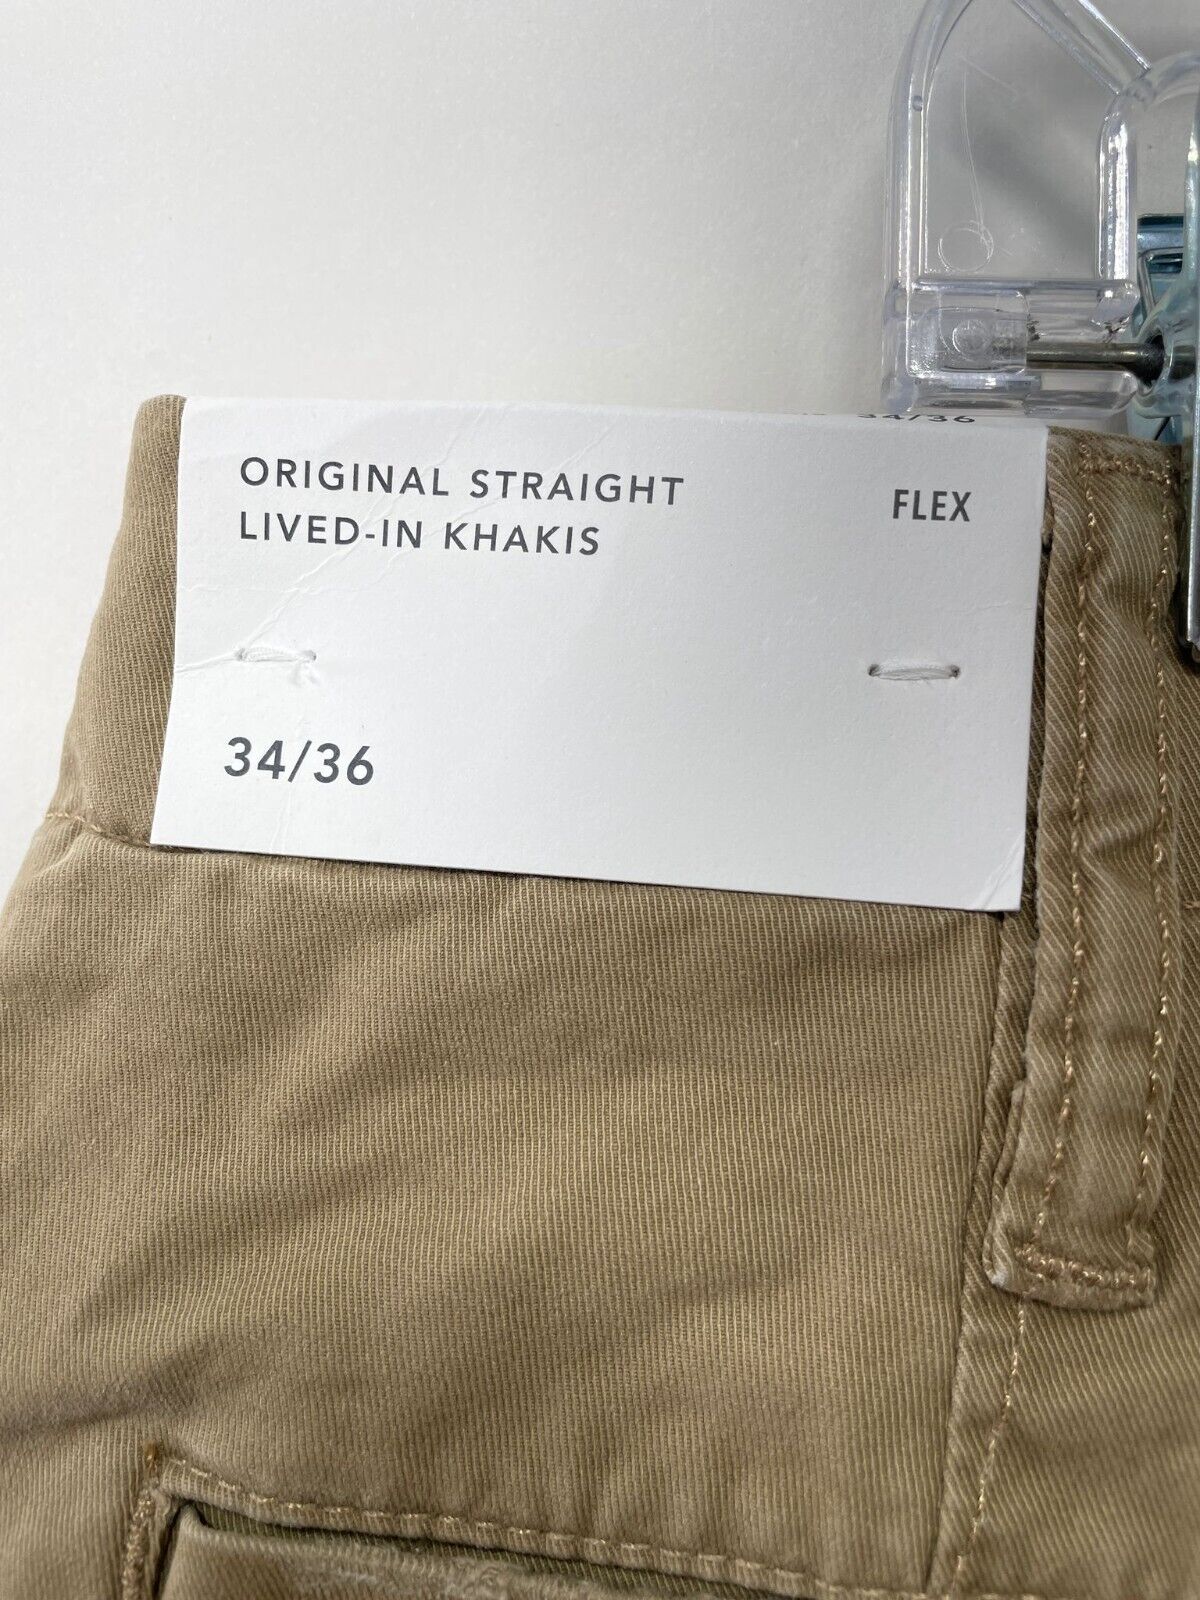 34/36
ORIGINAL STRAIGHT
LIVED-IN KHAKIS
FLEX
34/36